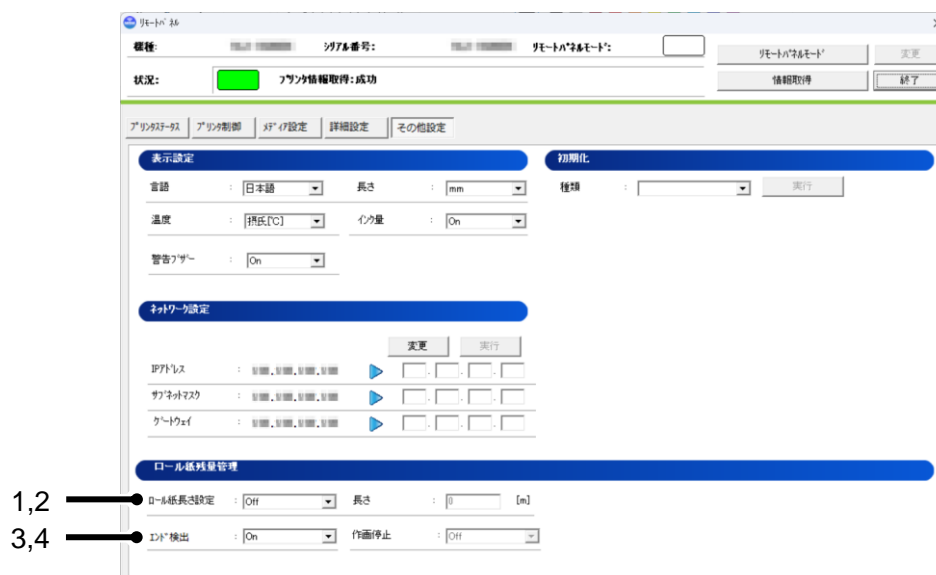 リモートパネル
機種: シリアル番号: リモートパネルモード: リモートパネルモード 変更
状況: プリンタ情報取得:成功 情報取得 終了
プリンタステータス プリンタ制御 メディア設定 詳細設定 その他設定
表示設定 初期化
言語 : 日本語 長さ : mm 種類 : 実行
温度 : 摂氏[℃] インク量 : On
警告ブザー : On
ネットワーク設定
変更 実行
IPアドレス :
サブネットマスク :
ゲートウェイ :
ロール紙残量管理
1,2 ロール紙長さ設定 : Off 長さ : 0 [m]
3,4 エンド検出 : On 作画停止 : Off